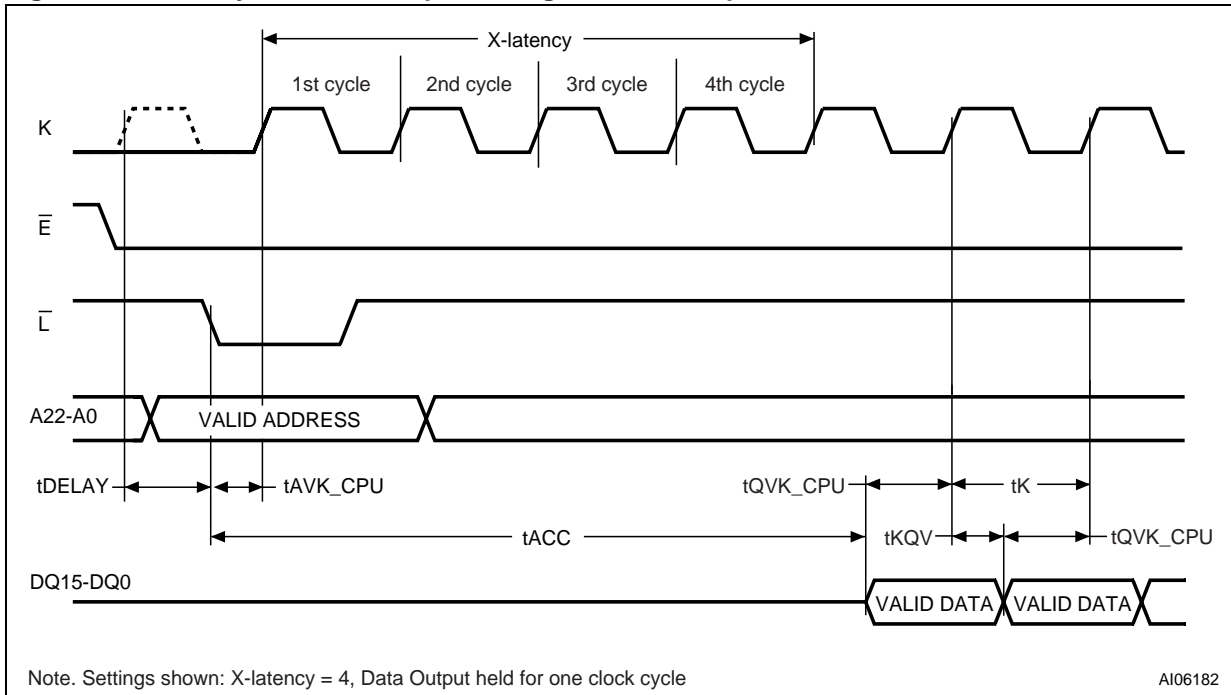 X-latency
1st cycle 2nd cycle 3rd cycle 4th cycle
K
E̅
L̅
A22-A0 VALID ADDRESS
tDELAY tAVK_CPU tQVK_CPU tK
tACC tKQV tQVK_CPU
DQ15-DQ0
VALID DATA VALID DATA
Note. Settings shown: X-latency = 4, Data Output held for one clock cycle
AI06182